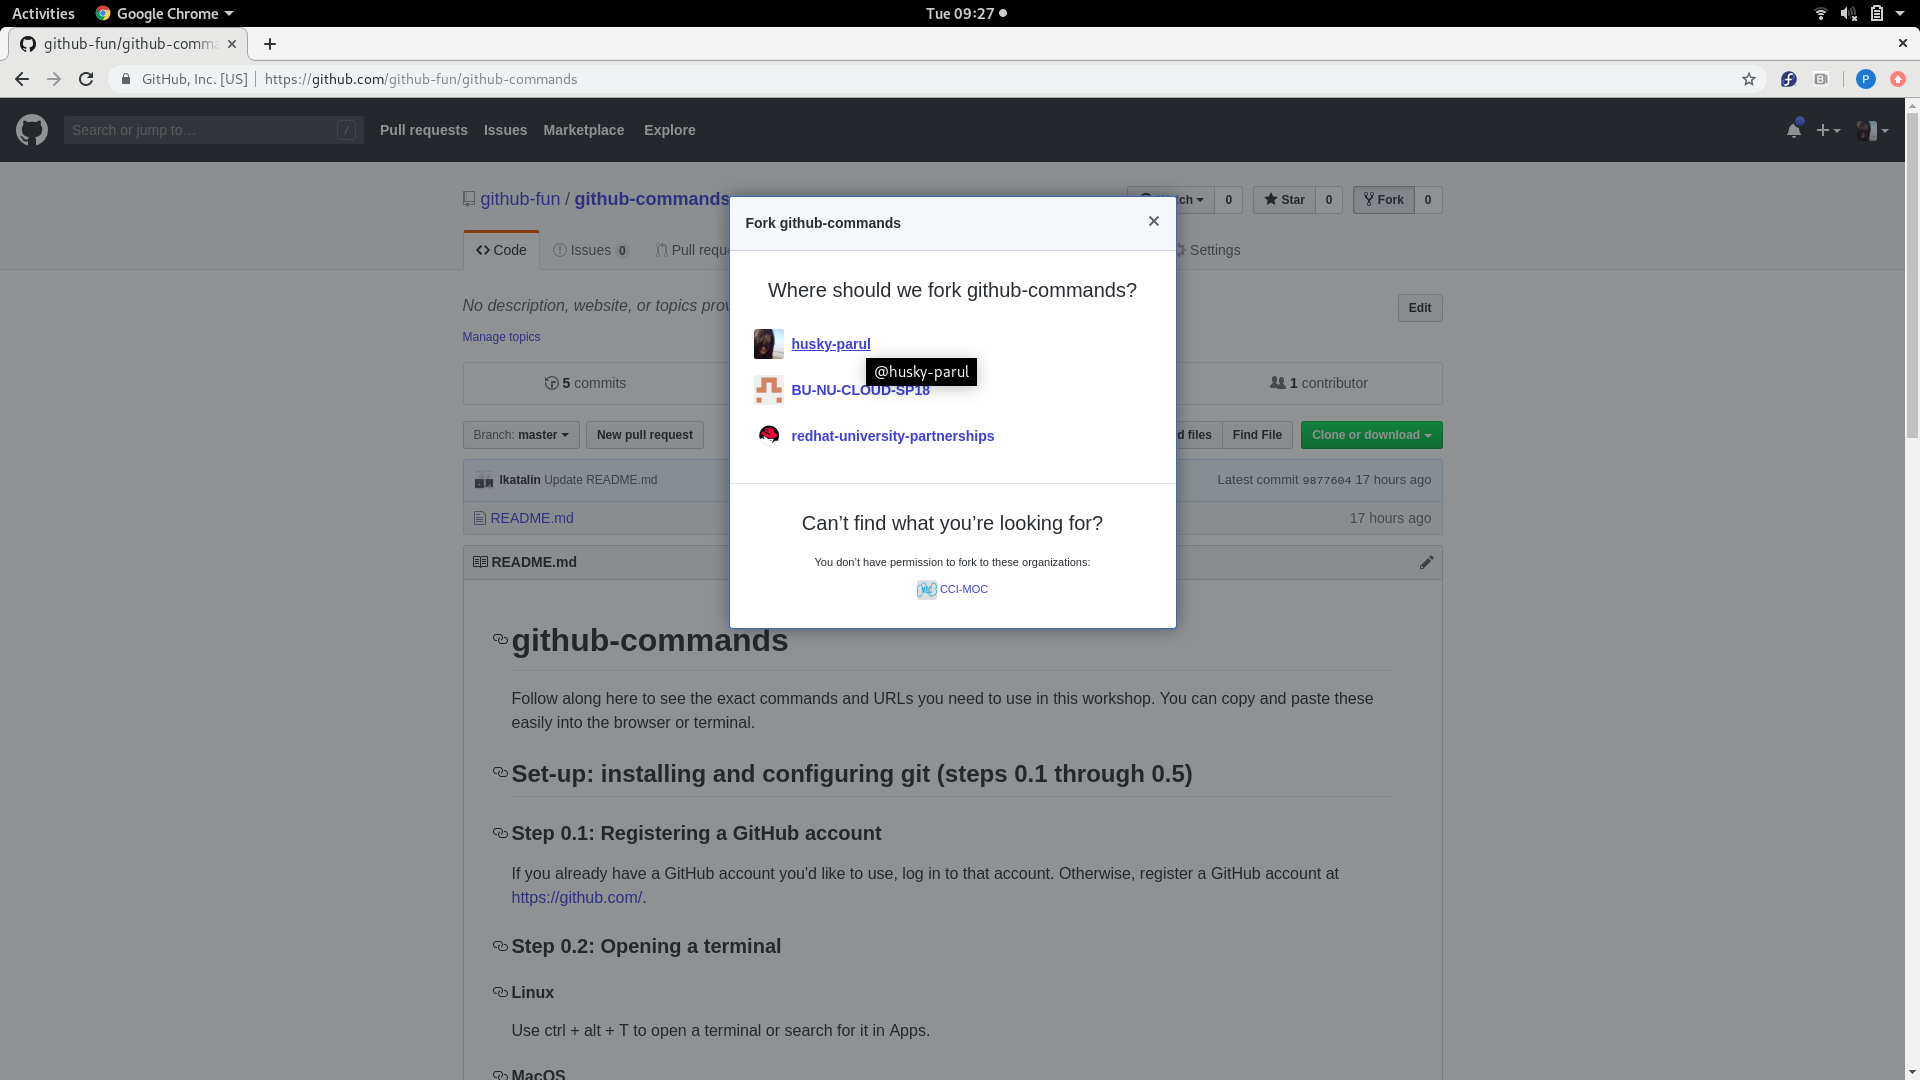 Activities
Google Chrome
Tue 09:27
github-fun/github-comma
GitHub, Inc. [US]
https://github.com/github-fun/github-commands
P
Search or jump to…
/
Pull requests
Issues
Marketplace
Explore
github-fun / github-commands
tch
0
Star
0
Fork
0
Code
Issues 0
Pull requ
Settings
Fork github-commands
Where should we fork github-commands?
husky-parul
@husky-parul
BU-NU-CLOUD-SP18
redhat-university-partnerships
Can’t find what you’re looking for?
You don’t have permission to fork to these organizations:
CCI-MOC
No description, website, or topics prov
Edit
Manage topics
5 commits
1 contributor
Branch: master
New pull request
d files
Find File
Clone or download
lkatalin Update README.md
Latest commit 9877604 17 hours ago
README.md
17 hours ago
README.md
github-commands
Follow along here to see the exact commands and URLs you need to use in this workshop. You can copy and paste these
easily into the browser or terminal.
Set-up: installing and configuring git (steps 0.1 through 0.5)
Step 0.1: Registering a GitHub account
If you already have a GitHub account you'd like to use, log in to that account. Otherwise, register a GitHub account at
https://github.com/.
Step 0.2: Opening a terminal
Linux
Use ctrl + alt + T to open a terminal or search for it in Apps.
MacOS